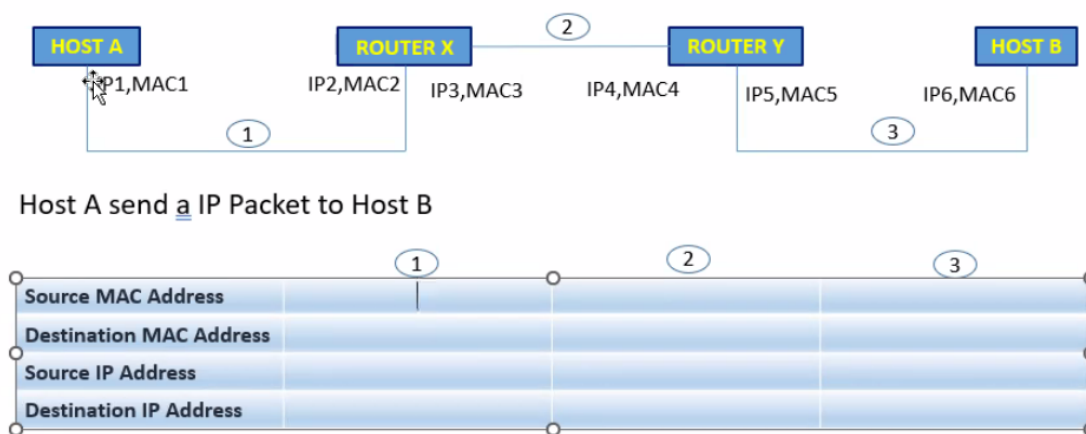 2
HOST A ROUTER X ROUTER Y HOST B
P1,MAC1 IP2,MAC2 IP3,MAC3 IP4,MAC4 IP5,MAC5 IP6,MAC6
1 3
Host A send a IP Packet to Host B
1 2 3
Source MAC Address
Destination MAC Address
Source IP Address
Destination IP Address